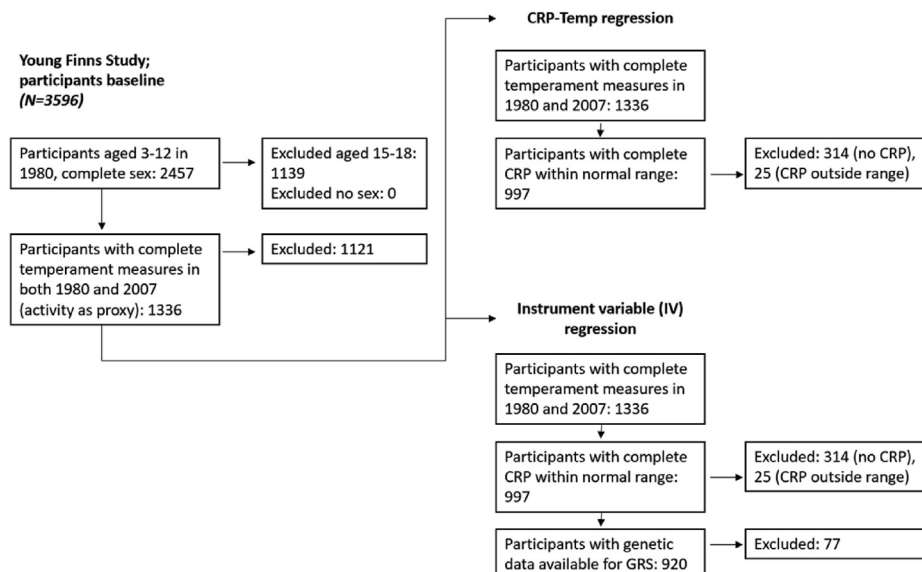 Young Finns Study;
participants baseline
(N=3596)
Participants aged 3-12 in
1980, complete sex: 2457
Excluded aged 15-18:
1139
Excluded no sex: 0
Participants with complete
temperament measures in
both 1980 and 2007
(activity as proxy): 1336
Excluded: 1121
CRP-Temp regression
Participants with complete
temperament measures in
1980 and 2007: 1336
Participants with complete
CRP within normal range:
997
Excluded: 314 (no CRP),
25 (CRP outside range)
Instrument variable (IV)
regression
Participants with complete
temperament measures in
1980 and 2007: 1336
Participants with complete
CRP within normal range:
997
Excluded: 314 (no CRP),
25 (CRP outside range)
Participants with genetic
data available for GRS: 920
Excluded: 77